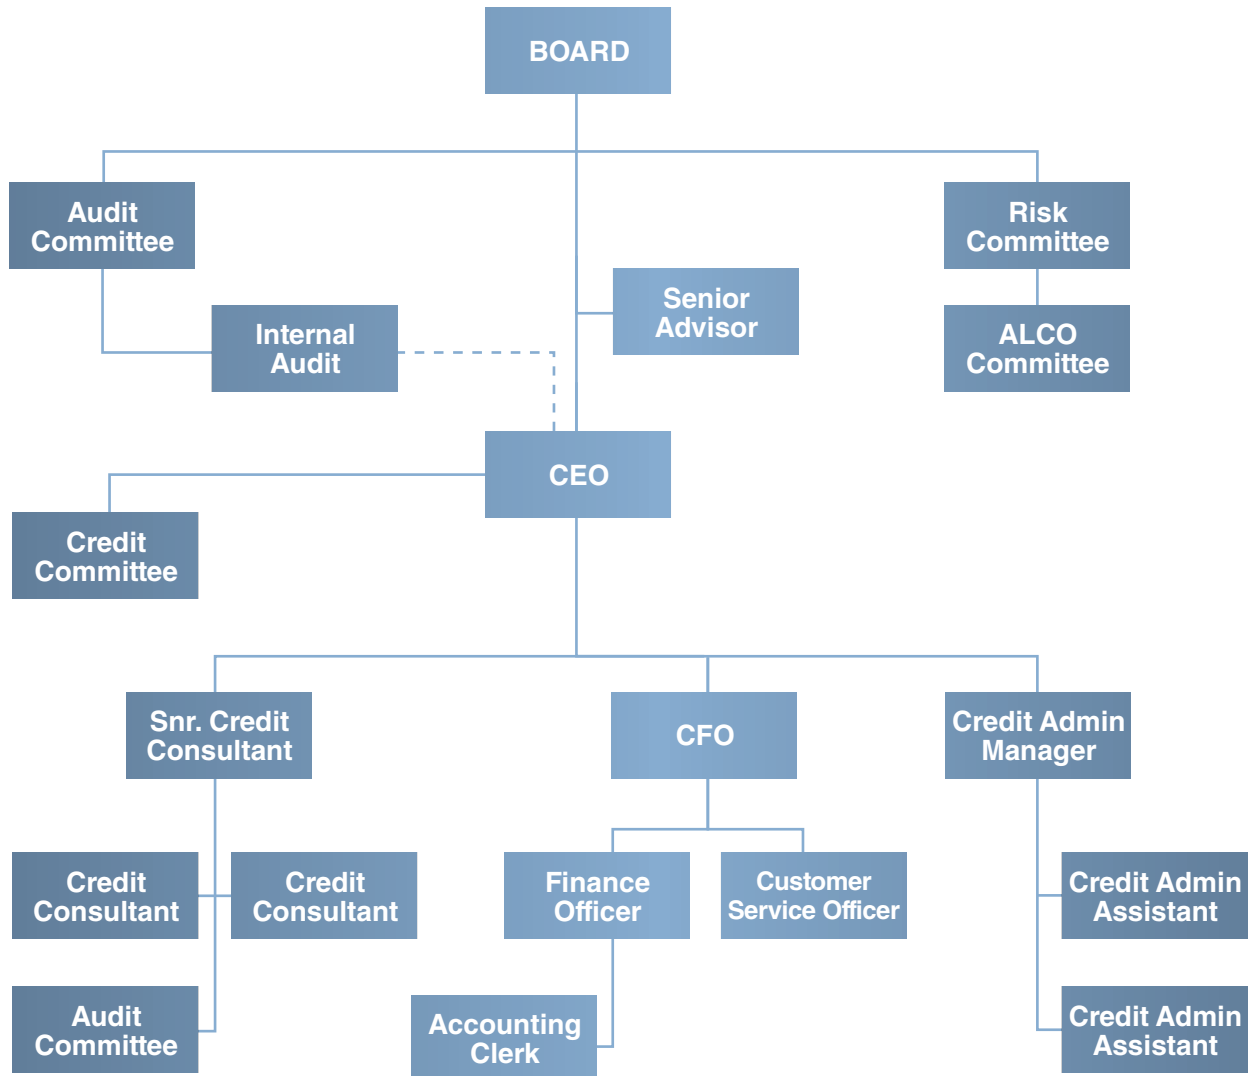 BOARD
Audit
Committee
Risk
Committee
Senior
Advisor
Internal
Audit
ALCO
Committee
CEO
Credit
Committee
Snr. Credit
Consultant
CFO
Credit Admin
Manager
Credit
Consultant
Credit
Consultant
Finance
Officer
Customer
Service Officer
Credit Admin
Assistant
Audit
Committee
Accounting
Clerk
Credit Admin
Assistant